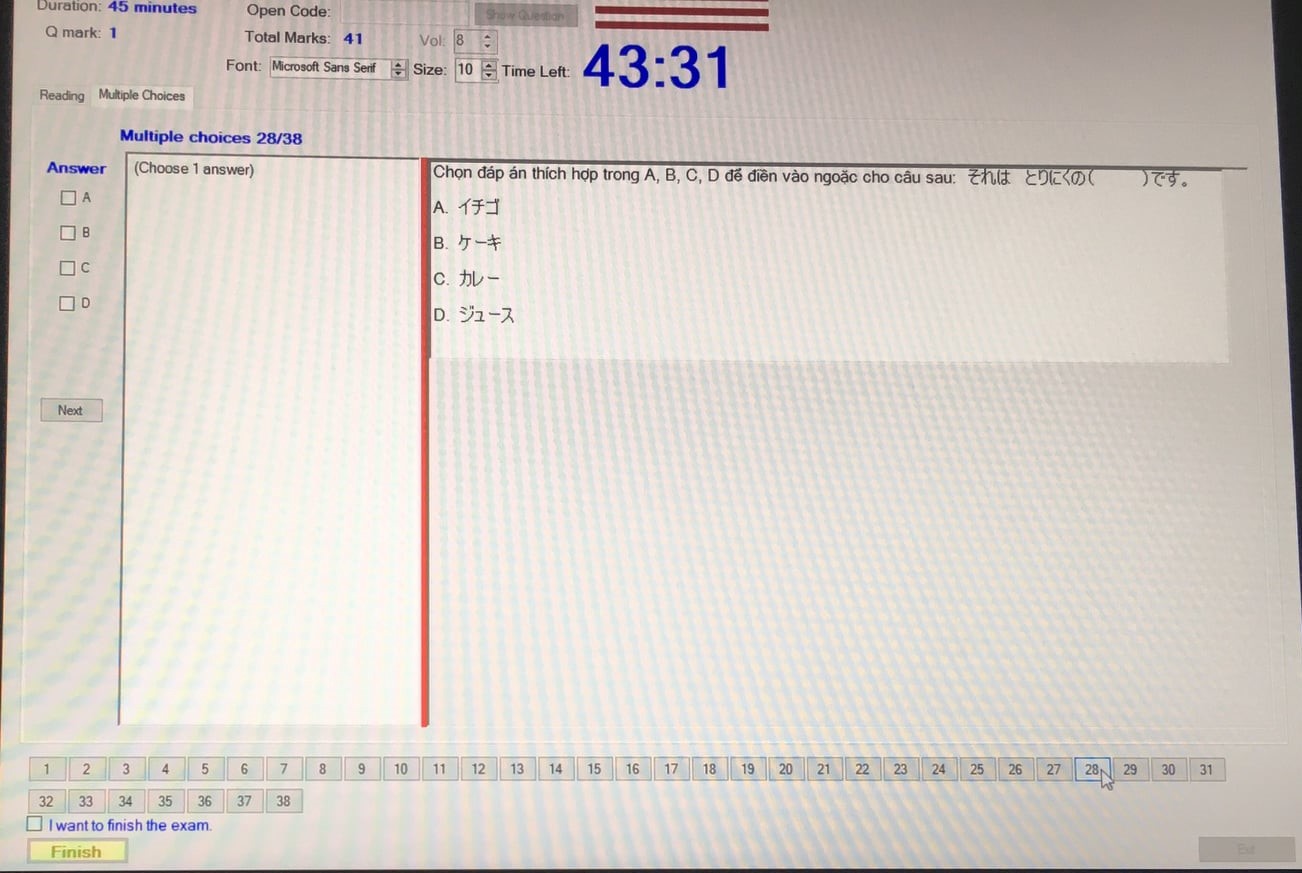 Duration: 45 minutes
Open Code:
Show Question
Q mark: 1
Total Marks: 41
Vol: 8
Font: Microsoft Sans Serif Size: 10 Time Left: 43:31
Reading Multiple Choices
Multiple choices 28/38
Answer
(Choose 1 answer)
Chọn đáp án thích hợp trong A, B, C, D để điền vào ngoặc cho câu sau: それは とりにくの( )です。
A
A. イチゴ
B
B. ケーキ
C
C. カレー
D
D. ジュース
Next
1 2 3 4 5 6 7 8 9 10 11 12 13 14 15 16 17 18 19 20 21 22 23 24 25 26 27 28 29 30 31
32 33 34 35 36 37 38
I want to finish the exam.
Finish
Exit